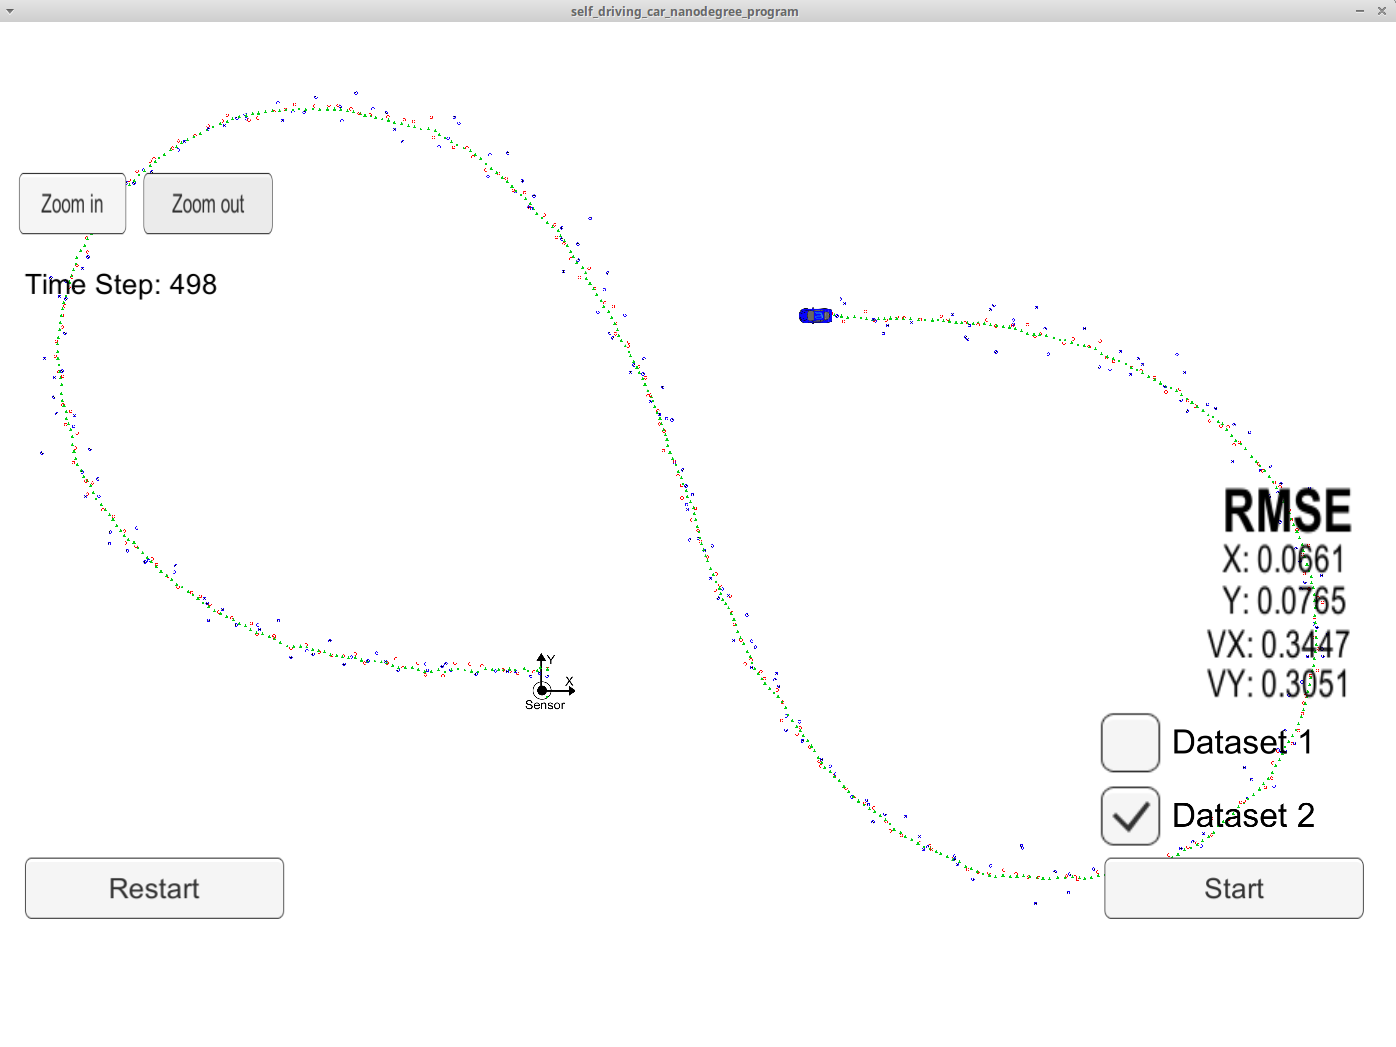 self_driving_car_nanodegree_program
Zoom in
Zoom out
Time Step: 498
RMSE
X: 0.0661
Y: 0.0765
VX: 0.3447
VY: 0.3051
Y
X
Sensor
Dataset 1
Dataset 2
Restart
Start